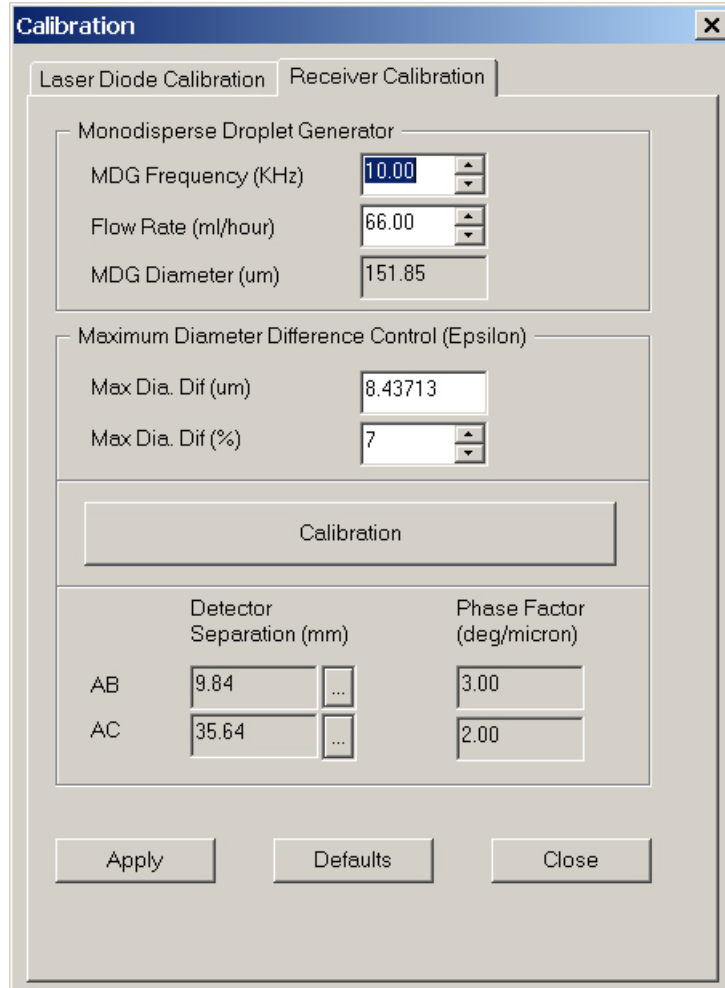 Calibration
Laser Diode Calibration Receiver Calibration
Monodisperse Droplet Generator
MDG Frequency (KHz) 10.00
Flow Rate (ml/hour) 66.00
MDG Diameter (um) 151.85
Maximum Diameter Difference Control (Epsilon)
Max Dia. Dif (um) 8.43713
Max Dia. Dif (%) 7
Calibration
Detector Phase Factor
Separation (mm) (deg/micron)
AB 9.84 ... 3.00
AC 35.64 ... 2.00
Apply Defaults Close